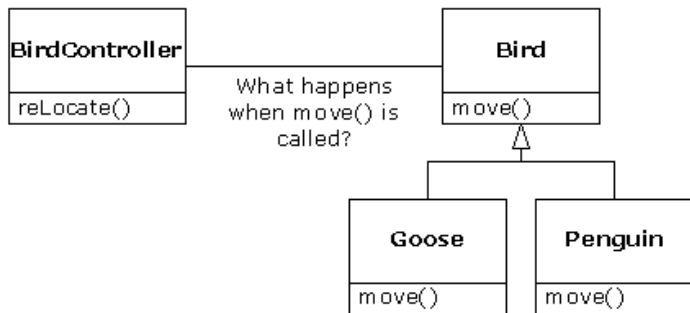 BirdController
reLocate()
What happens
when move() is
called?
Bird
move()
Goose
move()
Penguin
move()